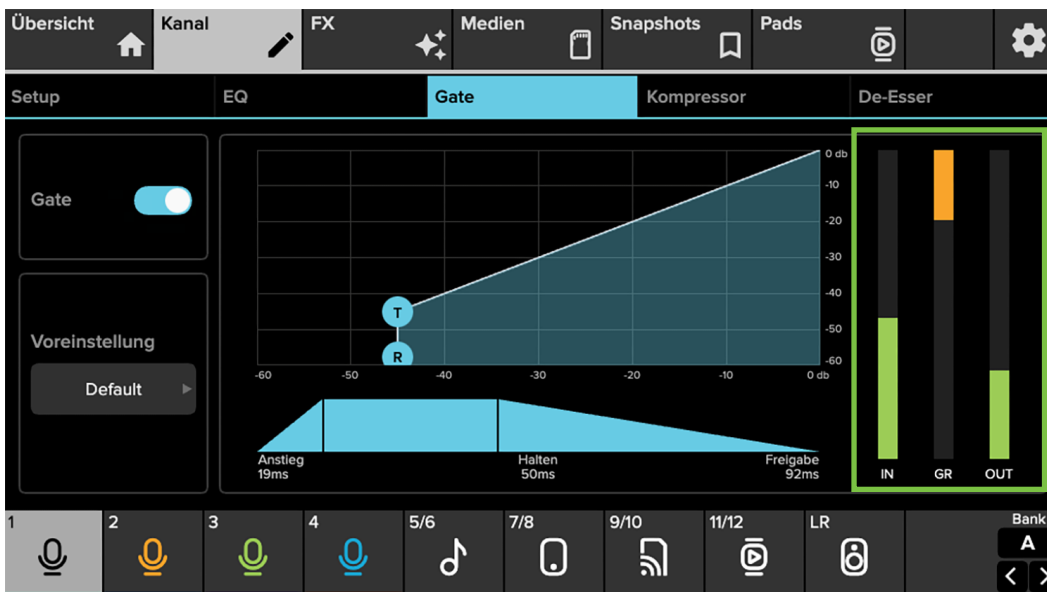 Übersicht
Kanal
FX
Medien
Snapshots
Pads
Setup
EQ
Gate
Kompressor
De-Esser
Gate
Voreinstellung
Default
0 db
-10
-20
-30
-40
-50
-60
T
R
-60 -50 -40 -30 -20 -10 0 db
Anstieg
19ms
Halten
50ms
Freigabe
92ms
IN GR OUT
1
2
3
4
5/6
7/8
9/10
11/12
LR
Bank
A